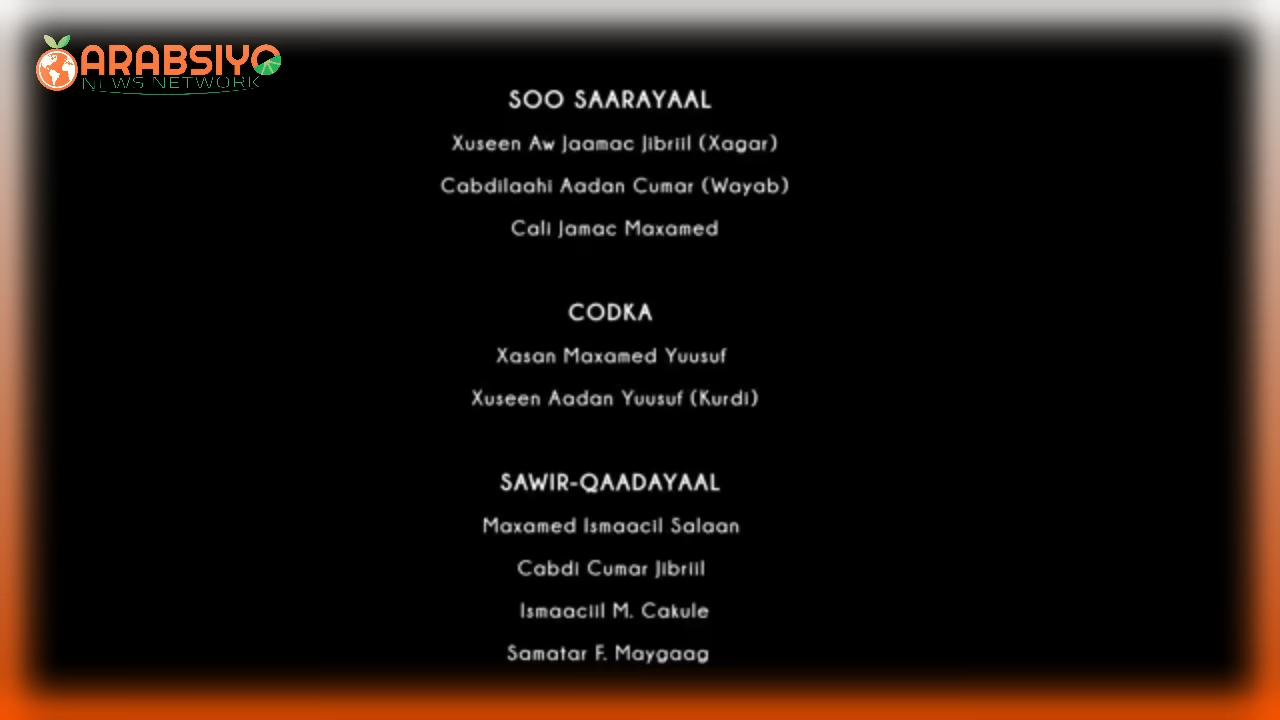 ARABSIYO
NEWS NETWORK
SOO SAARAYAAL
Xuseen Aw Jaamac Jibriil (Xagar)
Cabdilaahi Aadan Cumar (Wayab)
Cali Jamac Maxamed
CODKA
Xasan Maxamed Yuusuf
Xuseen Aadan Yuusuf (Kurdi)
SAWIR-QAADAYAAL
Maxamed Ismaacil Salaan
Cabdi Cumar Jibriil
Ismaaciil M. Cakule
Samatar F. Maygaag